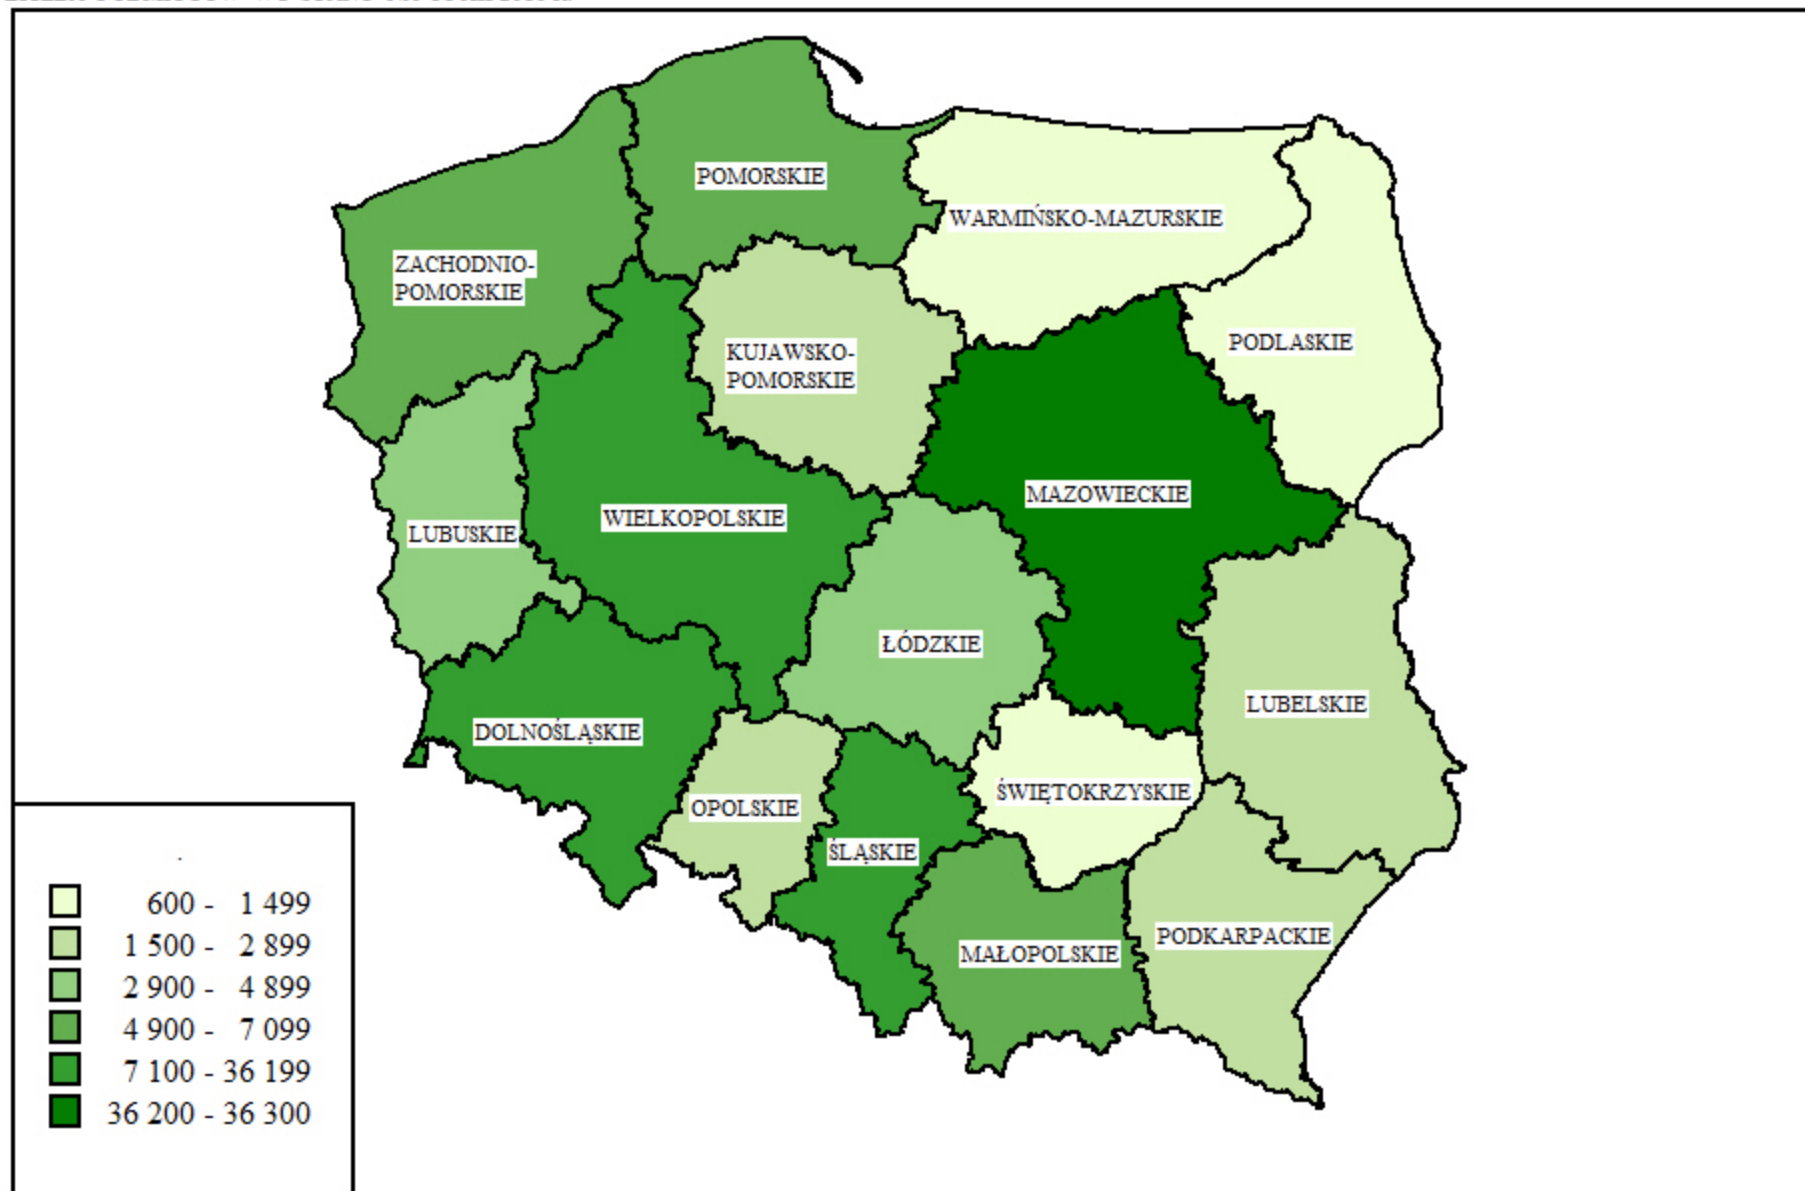 POMORSKIE
WARMIŃSKO-MAZURSKIE
ZACHODNIO-
POMORSKIE
PODLASKIE
KUJAWSKO-
POMORSKIE
MAZOWIECKIE
WIELKOPOLSKIE
LUBUSKIE
ŁÓDZKIE
LUBELSKIE
DOLNOŚLĄSKIE
ŚWIĘTOKRZYSKIE
OPOLSKIE
ŚLĄSKIE
PODKARPACKIE
MAŁOPOLSKIE
600 - 1 499
1 500 - 2 899
2 900 - 4 899
4 900 - 7 099
7 100 - 36 199
36 200 - 36 300